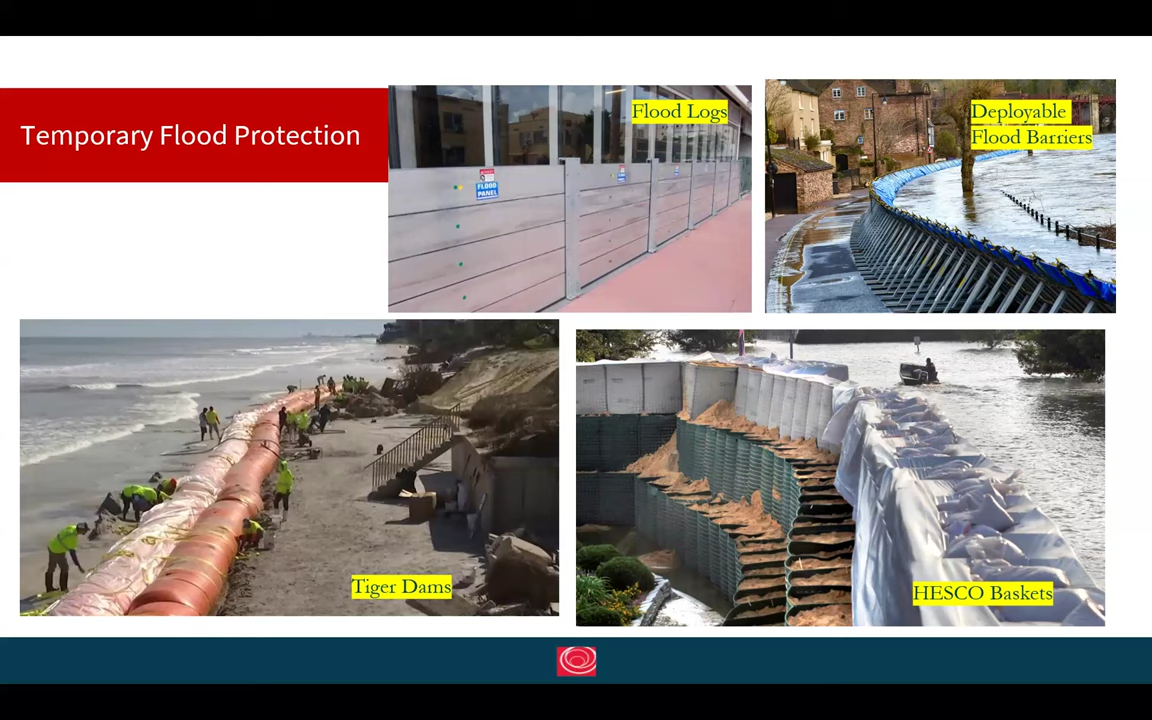 Temporary Flood Protection
Flood Logs
FLOOD
PANEL
Deployable
Flood Barriers
Tiger Dams
HESCO Baskets